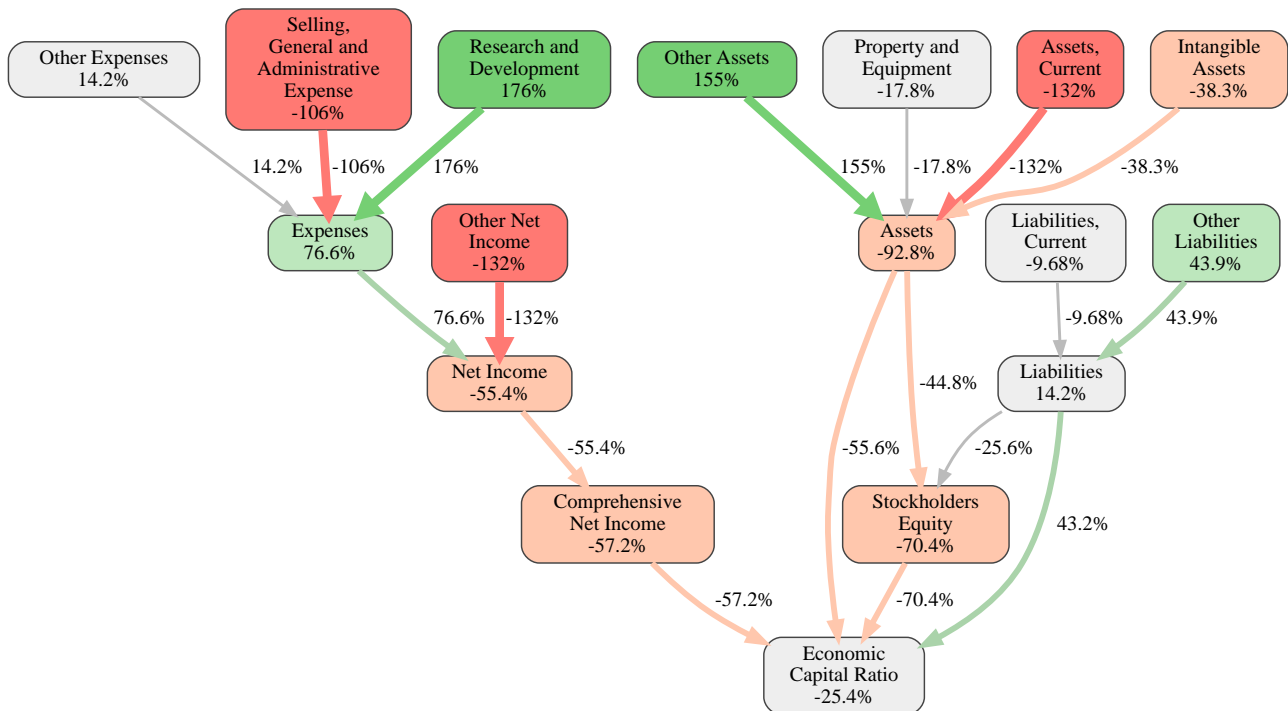 Other Expenses
14.2%
Selling,
General and
Administrative
Expense
-106%
Research and
Development
176%
Other Assets
155%
Property and
Equipment
-17.8%
Assets,
Current
-132%
Intangible
Assets
-38.3%
14.2%
-106%
176%
155%
-17.8%
-132%
-38.3%
Expenses
76.6%
Other Net
Income
-132%
Assets
-92.8%
Liabilities,
Current
-9.68%
Other
Liabilities
43.9%
76.6%
-132%
-9.68%
43.9%
Net Income
-55.4%
-44.8%
Liabilities
14.2%
-55.4%
-55.6%
-25.6%
Comprehensive
Net Income
-57.2%
Stockholders
Equity
-70.4%
43.2%
-57.2%
-70.4%
Economic
Capital Ratio
-25.4%